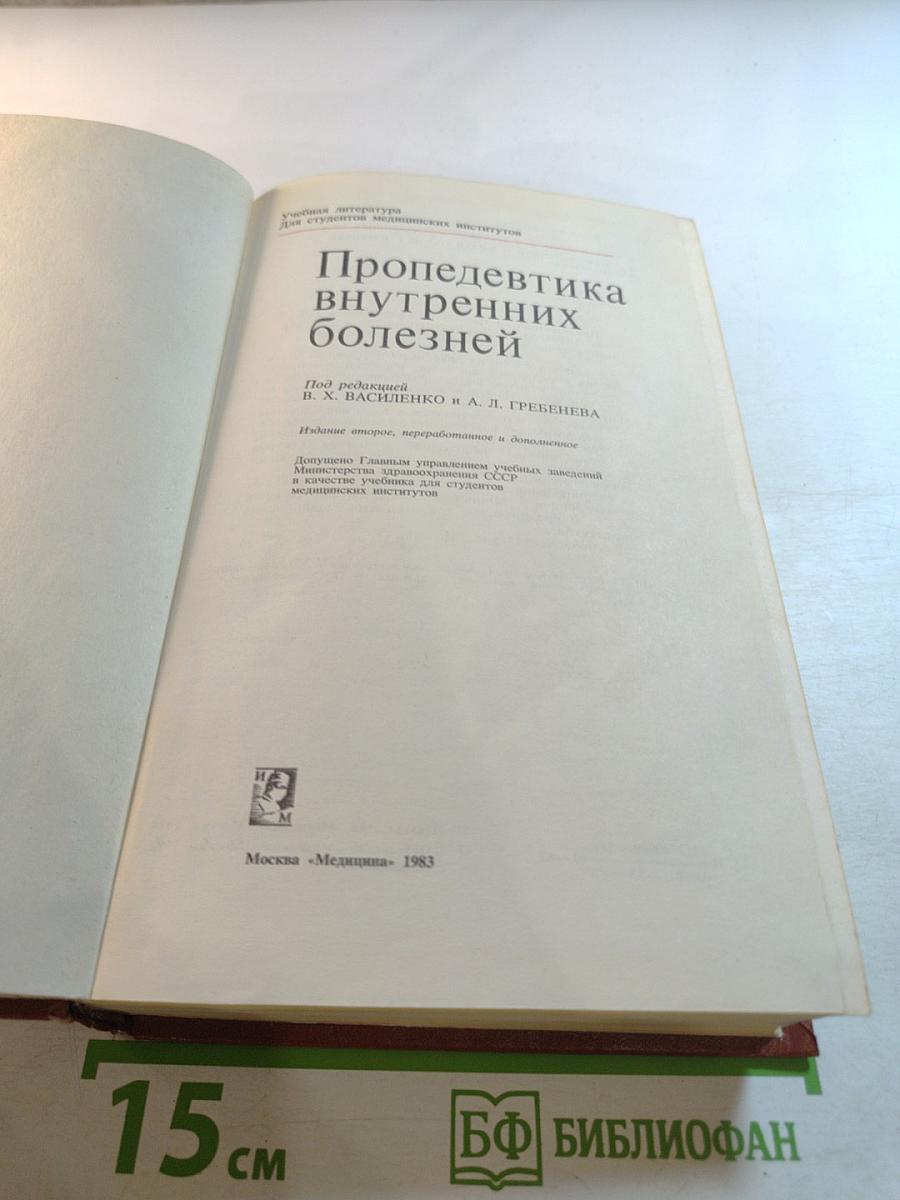 Учебная литература
Для студентов медицинских институтов
Пропедевтика
внутренних
болезней
Под редакцией
В. Х. ВАСИЛЕНКО и А. Л. ГРЕБЕНЕВА
Издание второе, переработанное и дополненное
Допущено Главным управлением учебных заведений
Министерства здравоохранения СССР
в качестве учебника для студентов
медицинских институтов
И
М
Москва «Медицина» 1983
15 см
БФ БИБЛИОФАН